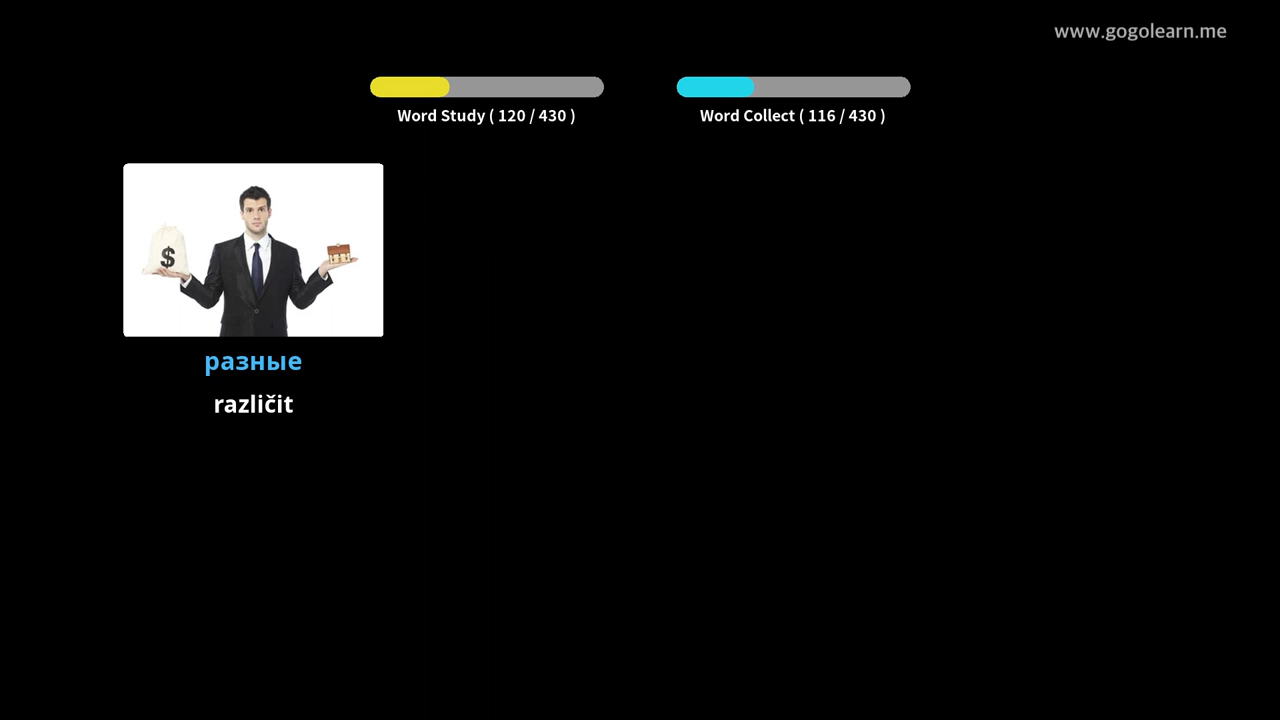 www.gogolearn.me
Word Study ( 120 / 430 )
Word Collect ( 116 / 430 )
$
разные
različit